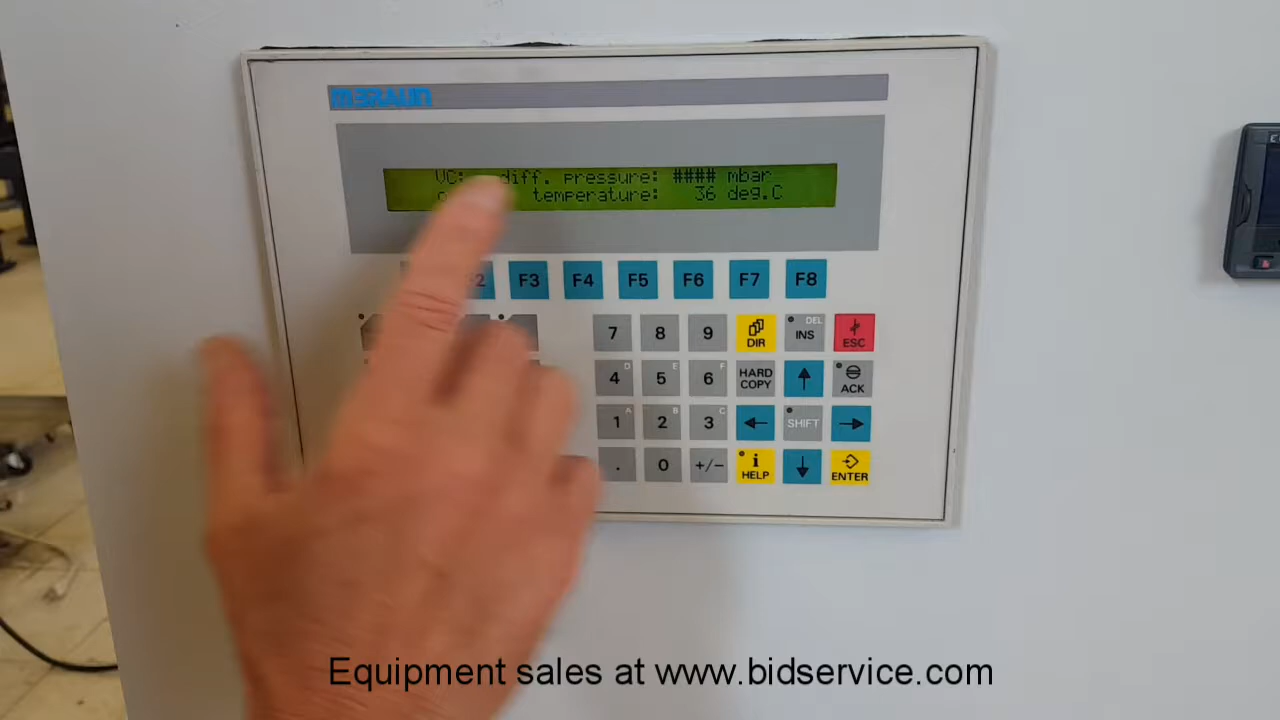 MBRAUN
VC: diff. pressure: #### mbar
temperature: 36 deg.C
F3 F4 F5 F6 F7 F8
7 8 9 DIR DEL INS ESC
4 D 5 E 6 F HARD COPY ACK
1 A 2 B 3 C SHIFT
. 0 +/- i HELP ENTER
Equipment sales at www.bidservice.com